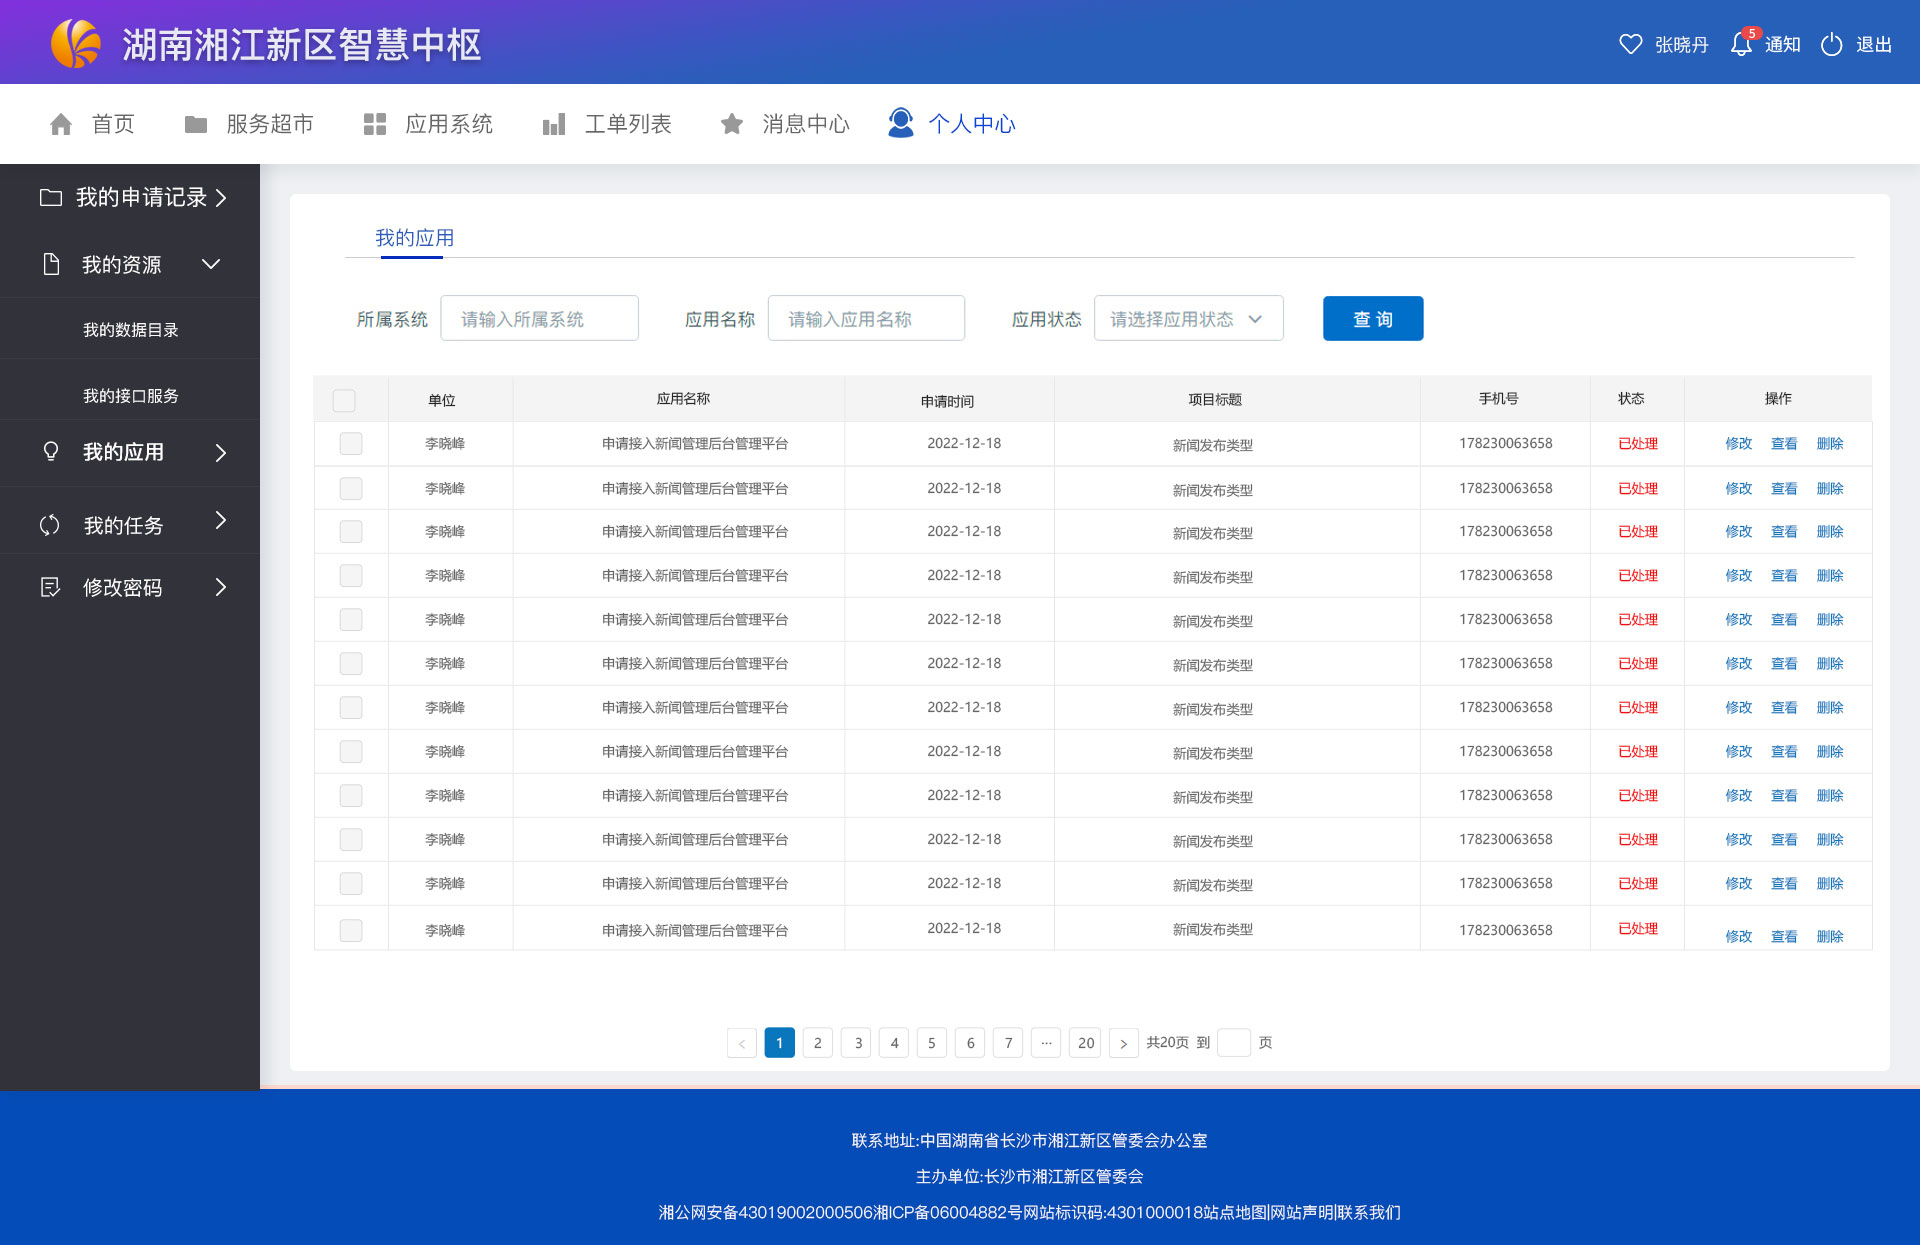 湖南湘江新区智慧中枢
张晓丹 5 通知 退出
首页 服务超市 应用系统 工单列表 消息中心 个人中心
我的申请记录
我的资源
我的数据目录
我的接口服务
我的应用
我的任务
修改密码
我的应用
所属系统 请输入所属系统 应用名称 请输入应用名称 应用状态 请选择应用状态 查 询
单位 应用名称 申请时间 项目标题 手机号 状态 操作
李晓峰 申请接入新闻管理后台管理平台 2022-12-18 新闻发布类型 178230063658 已处理 修改 查看 删除
李晓峰 申请接入新闻管理后台管理平台 2022-12-18 新闻发布类型 178230063658 已处理 修改 查看 删除
李晓峰 申请接入新闻管理后台管理平台 2022-12-18 新闻发布类型 178230063658 已处理 修改 查看 删除
李晓峰 申请接入新闻管理后台管理平台 2022-12-18 新闻发布类型 178230063658 已处理 修改 查看 删除
李晓峰 申请接入新闻管理后台管理平台 2022-12-18 新闻发布类型 178230063658 已处理 修改 查看 删除
李晓峰 申请接入新闻管理后台管理平台 2022-12-18 新闻发布类型 178230063658 已处理 修改 查看 删除
李晓峰 申请接入新闻管理后台管理平台 2022-12-18 新闻发布类型 178230063658 已处理 修改 查看 删除
李晓峰 申请接入新闻管理后台管理平台 2022-12-18 新闻发布类型 178230063658 已处理 修改 查看 删除
李晓峰 申请接入新闻管理后台管理平台 2022-12-18 新闻发布类型 178230063658 已处理 修改 查看 删除
李晓峰 申请接入新闻管理后台管理平台 2022-12-18 新闻发布类型 178230063658 已处理 修改 查看 删除
李晓峰 申请接入新闻管理后台管理平台 2022-12-18 新闻发布类型 178230063658 已处理 修改 查看 删除
李晓峰 申请接入新闻管理后台管理平台 2022-12-18 新闻发布类型 178230063658 已处理 修改 查看 删除
< 1 2 3 4 5 6 7 ··· 20 > 共20页 到 页
联系地址:中国湖南省长沙市湘江新区管委会办公室
主办单位:长沙市湘江新区管委会
湘公网安备43019002000506湘ICP备06004882号网站标识码:4301000018站点地图|网站声明|联系我们